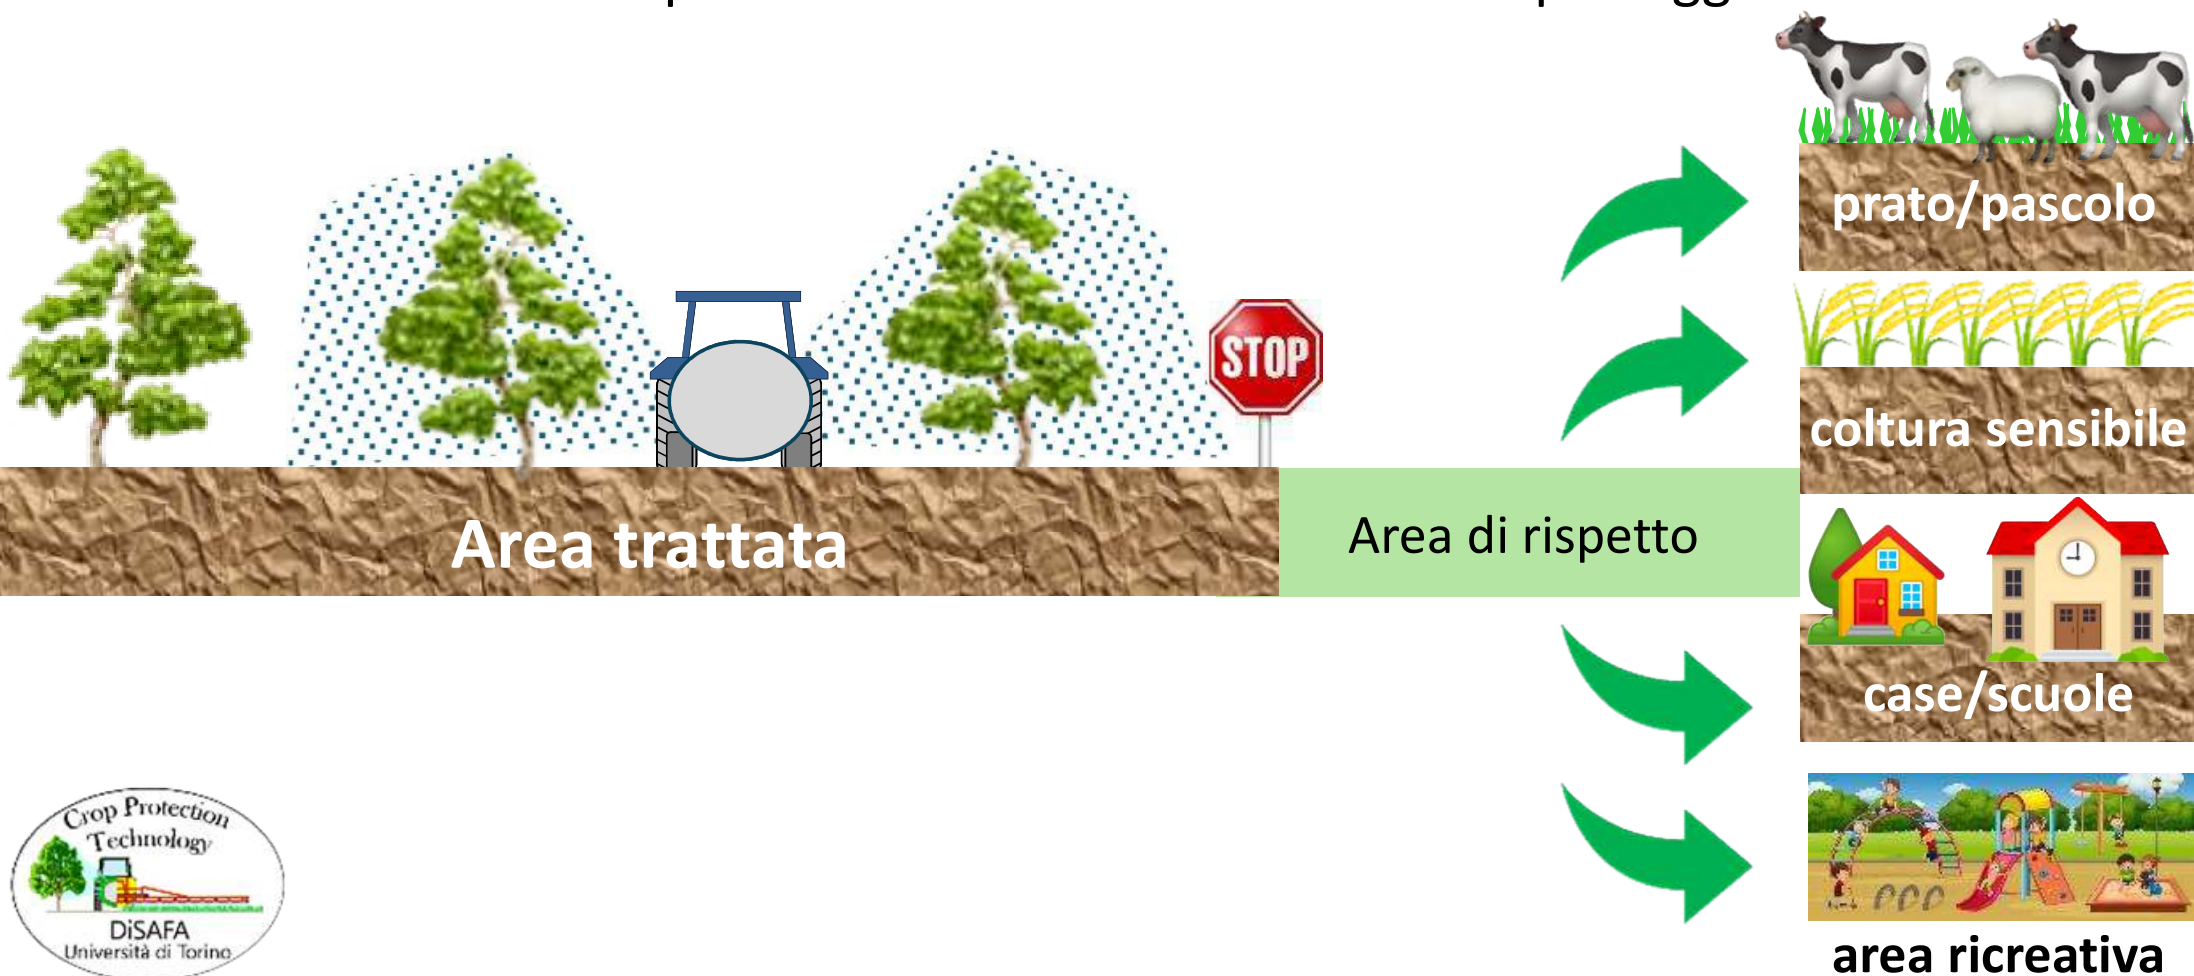 prato/pascolo
STOP
coltura sensibile
Area trattata
Area di rispetto
case/scuole
Crop Protection
Technology
DiSAFA
Università di Torino
area ricreativa